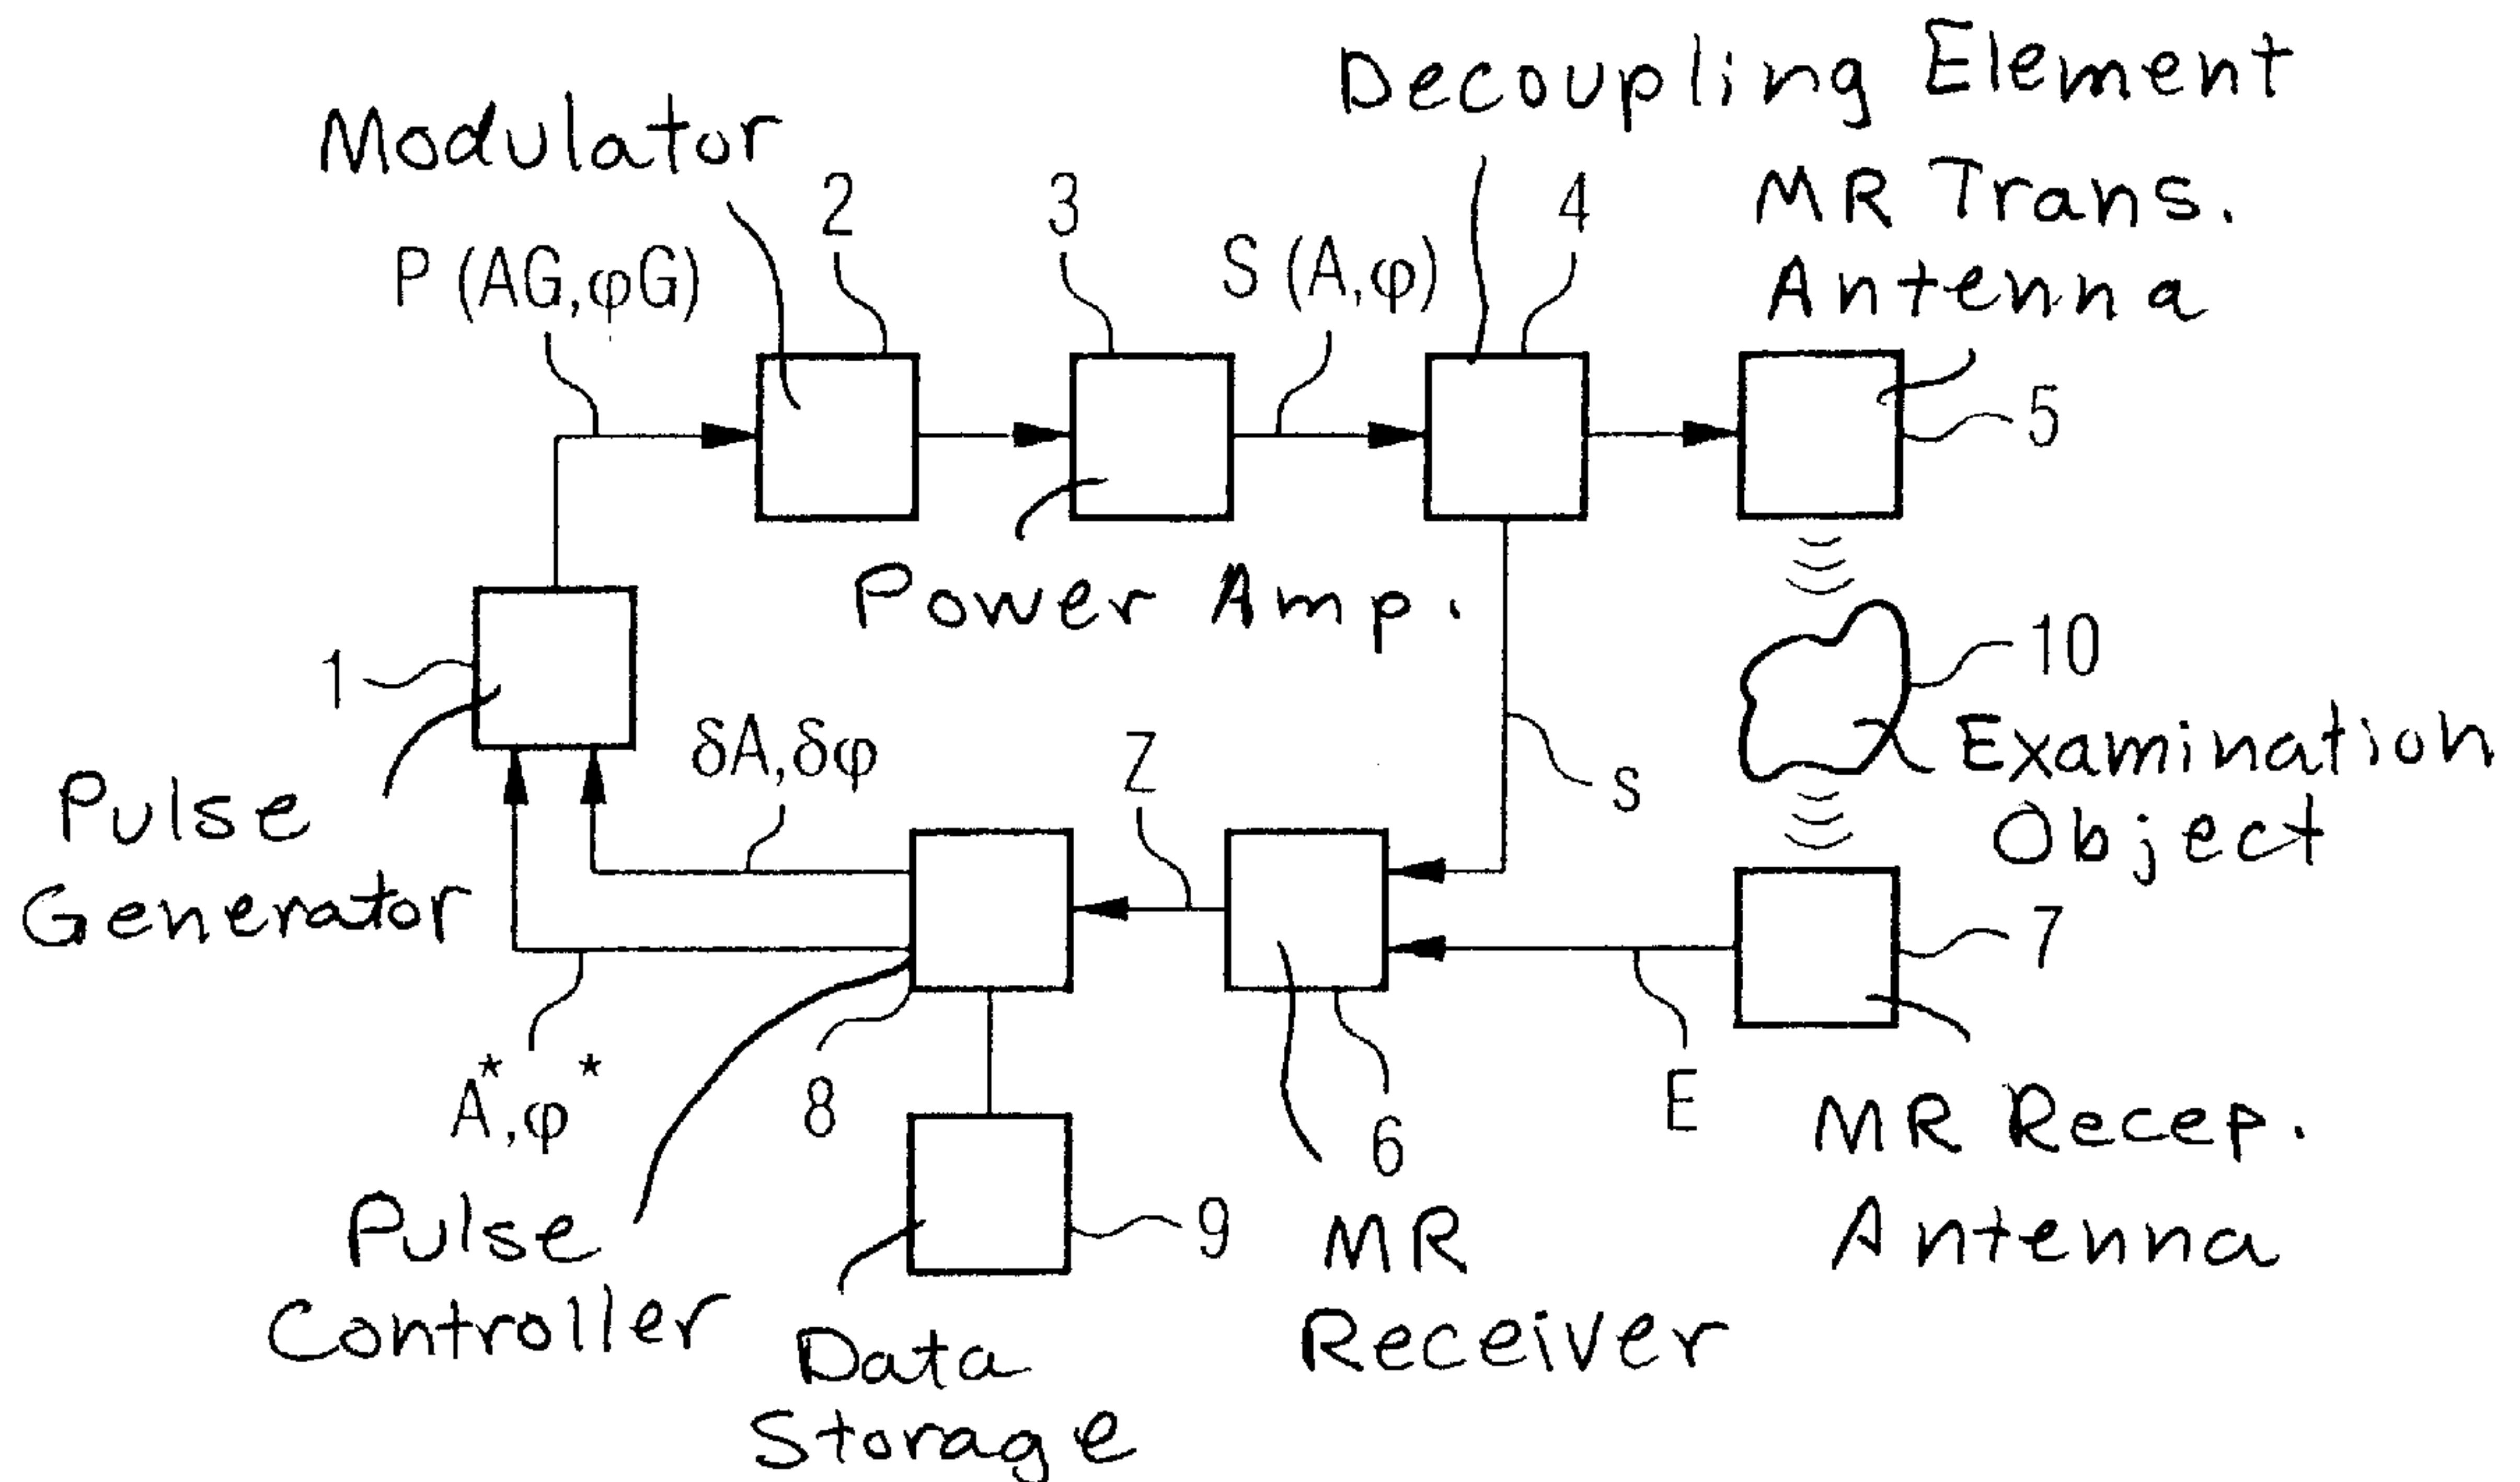 Decoupling Element
Modulator
2
3
4
MR Trans.
Antenna
P (AG,φG)
S (A,φ)
5
Power Amp.
1
10
δA,δφ
Z
s
Examination
Object
Pulse
Generator
7
A*,φ*
8
6
E
MR Recep.
Antenna
Pulse
Controller
9
MR
Receiver
Data
Storage